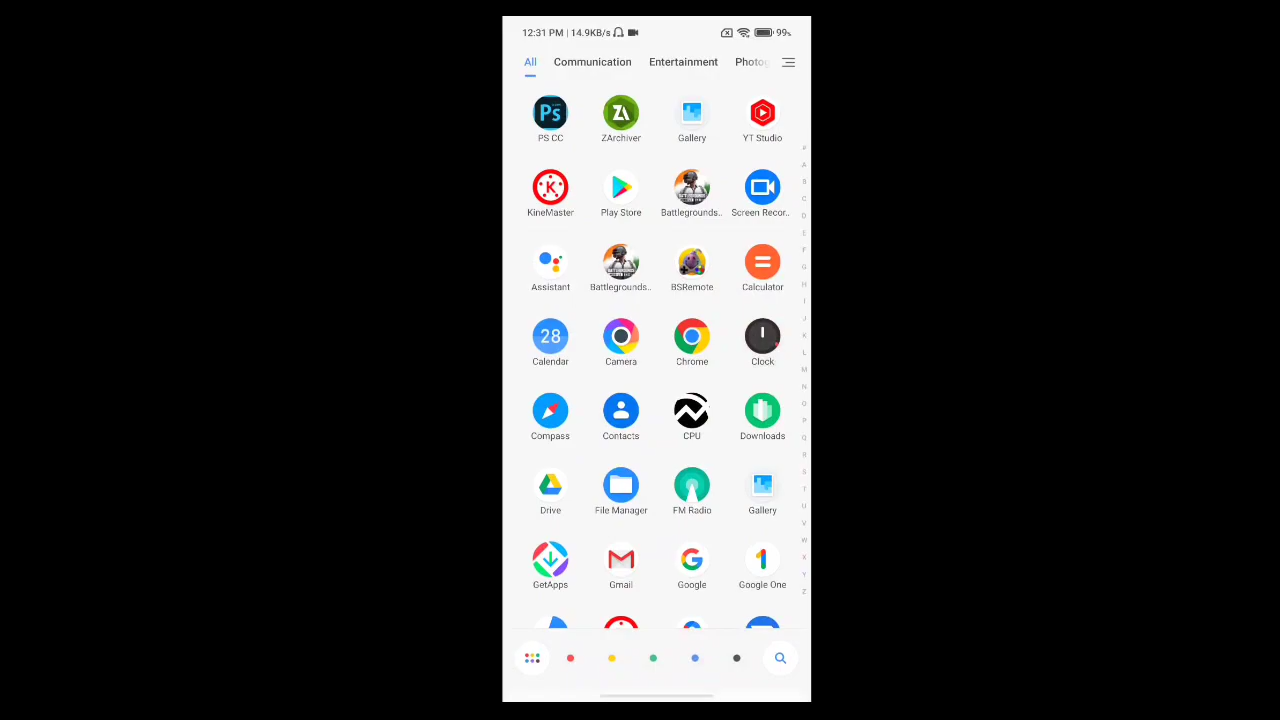 12:31 PM | 14.9KB/s 99%
All Communication Entertainment Photog
PS CC ZArchiver Gallery YT Studio
KineMaster Play Store Battlegrounds.. Screen Recor..
Assistant Battlegrounds.. BSRemote Calculator
28
Calendar Camera Chrome Clock
Compass Contacts CPU Downloads
Drive File Manager FM Radio Gallery
GetApps Gmail Google Google One
#
A
B
C
D
E
F
G
H
I
J
K
L
M
N
O
P
Q
R
S
T
U
V
W
X
Y
Z